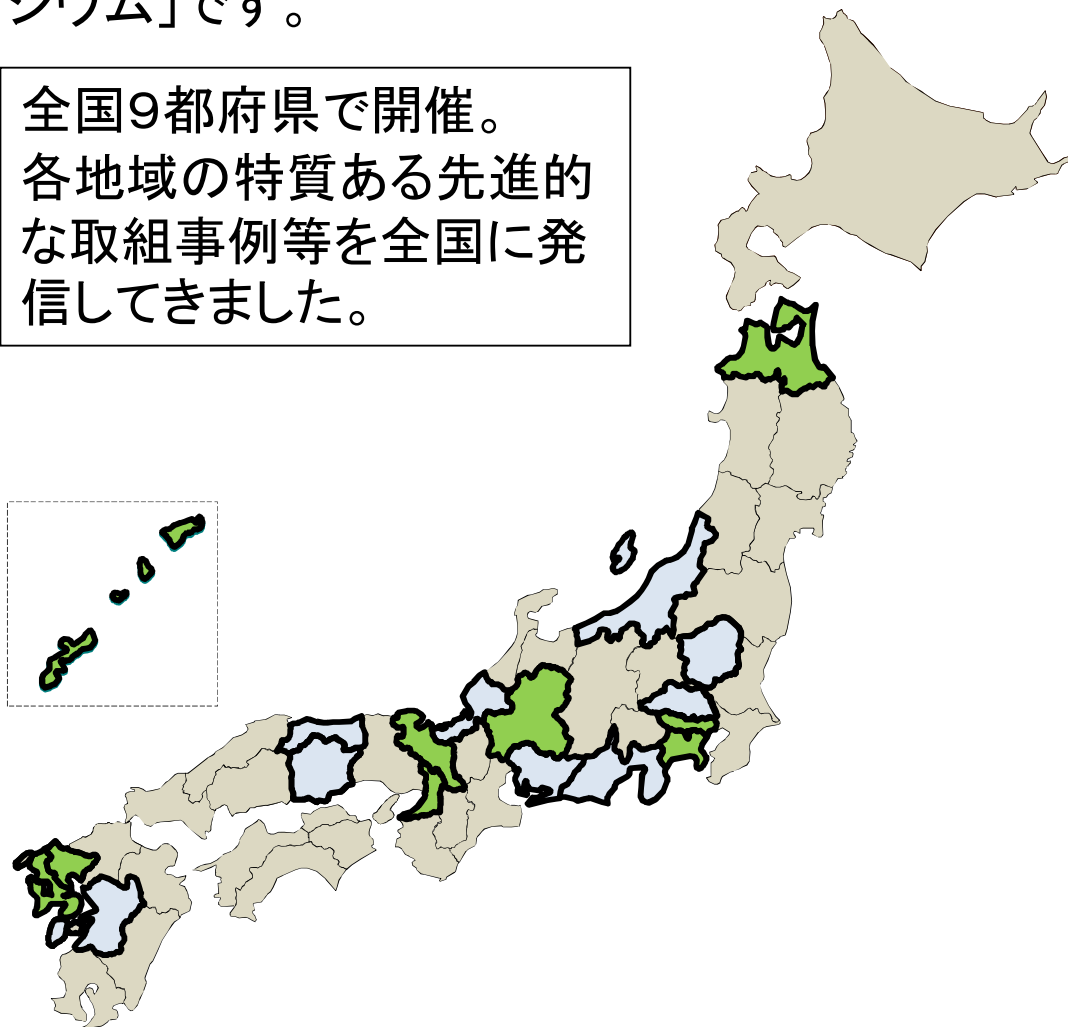 シウム」です。
全国９都府県で開催。
各地域の特質ある先進的
な取組事例等を全国に発
信してきました。